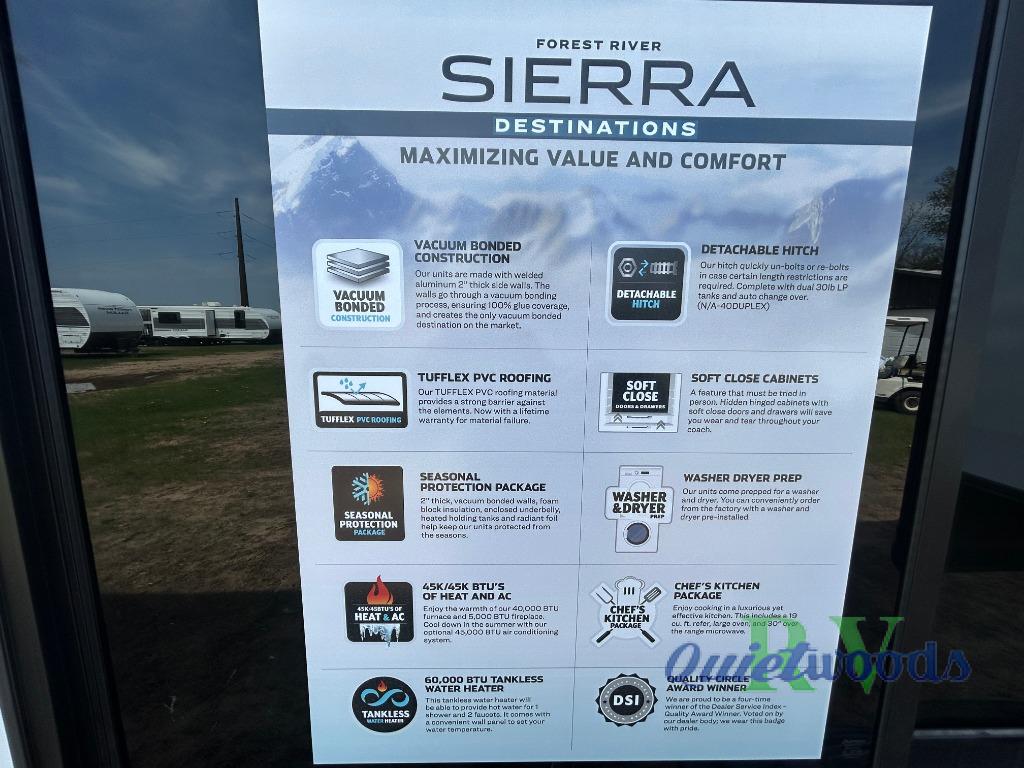 FOREST RIVER
SIERRA
DESTINATIONS
MAXIMIZING VALUE AND COMFORT
VACUUM
BONDED
CONSTRUCTION
VACUUM BONDED
CONSTRUCTION
Our units are made with welded
aluminum 2" thick side walls. The
walls go through a vacuum bonding
process, ensuring 100% glue coverage,
and creates the only vacuum bonded
destination on the market.
DETACHABLE
HITCH
DETACHABLE HITCH
Our hitch quickly un-bolts or re-bolts
in case certain length restrictions are
required. Complete with dual 30lb LP
tanks and auto change over.
(N/A-40DUPLEX)
TUFFLEX PVC ROOFING
TUFFLEX PVC ROOFING
Our TUFFLEX PVC roofing material
provides a strong barrier against
the elements. Now with a lifetime
warranty for material failure.
SOFT
CLOSE
DOORS & DRAWERS
SOFT CLOSE CABINETS
A feature that must be tried in
person. Hidden hinged cabinets with
soft close doors and drawers will save
you wear and tear throughout your
coach.
SEASONAL
PROTECTION
PACKAGE
SEASONAL
PROTECTION PACKAGE
2" thick, vacuum bonded walls, foam
block insulation, enclosed underbelly,
heated holding tanks and radiant foil
help keep our units protected from
the seasons.
WASHER
&DRYER
PREP
WASHER DRYER PREP
Our units come prepped for a washer
and dryer. You can conveniently order
from the factory with a washer and
dryer pre-installed
45K/45BTU'S OF
HEAT & AC
45K/45K BTU'S
OF HEAT AND AC
Enjoy the warmth of our 40,000 BTU
furnace and 5,000 BTU fireplace.
Cool down in the summer with our
optional 45,000 BTU air conditioning
system.
CHEF'S
KITCHEN
PACKAGE
CHEF'S KITCHEN
PACKAGE
Enjoy cooking in a luxurious yet
effective kitchen. This includes a 19
cu. ft. refer, large oven, and 30" over
the range microwave.
TANKLESS
WATER HEATER
60,000 BTU TANKLESS
WATER HEATER
This tankless water heater will
be able to provide hot water for 1
shower and 2 faucets. It comes with
a convenient wall panel to set your
water temperature.
DSI
QUALITY CIRCLE
AWARD WINNER
We are proud to be a four-time
winner of the Dealer Service Index -
Quality Award Winner. Voted on by
our dealer body; we wear this badge
with pride.
Quietwoods
RV